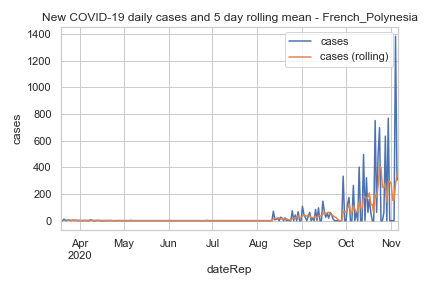 New COVID-19 daily cases and 5 day rolling mean - French_Polynesia
cases
cases (rolling)
1400
1200
1000
800
600
400
200
0
cases
Apr May Jun Jul Aug Sep Oct Nov
2020
dateRep